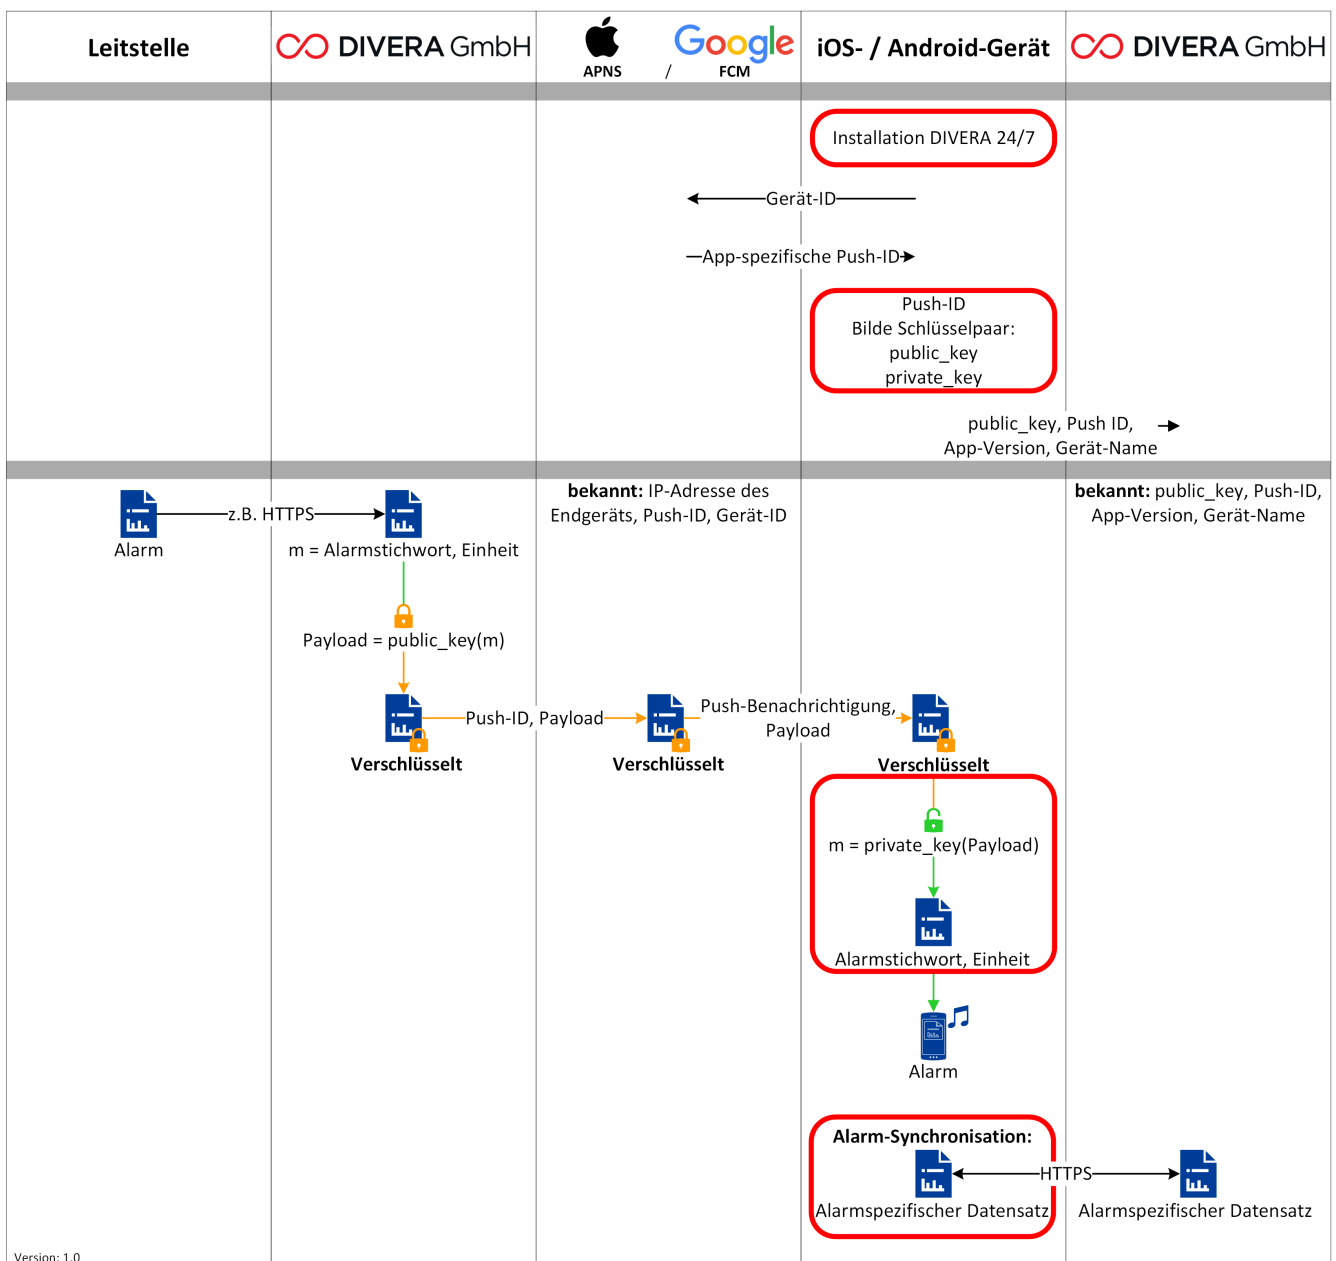 Leitstelle
DIVERA GmbH
APNS
/
Google
FCM
iOS- / Android-Gerät
DIVERA GmbH
Installation DIVERA 24/7
Gerät-ID
App-spezifische Push-ID
Push-ID
Bilde Schlüsselpaar:
public_key
private_key
public_key, Push ID,
App-Version, Gerät-Name
bekannt: IP-Adresse des
Endgeräts, Push-ID, Gerät-ID
bekannt: public_key, Push-ID,
App-Version, Gerät-Name
z.B. HTTPS
Alarm
m = Alarmstichwort, Einheit
Payload = public_key(m)
Push-ID, Payload
Push-Benachrichtigung,
Payload
Verschlüsselt
Verschlüsselt
Verschlüsselt
m = private_key(Payload)
Alarmstichwort, Einheit
Alarm
Alarm-Synchronisation:
HTTPS
Alarmspezifischer Datensatz
Alarmspezifischer Datensatz
Version: 1.0